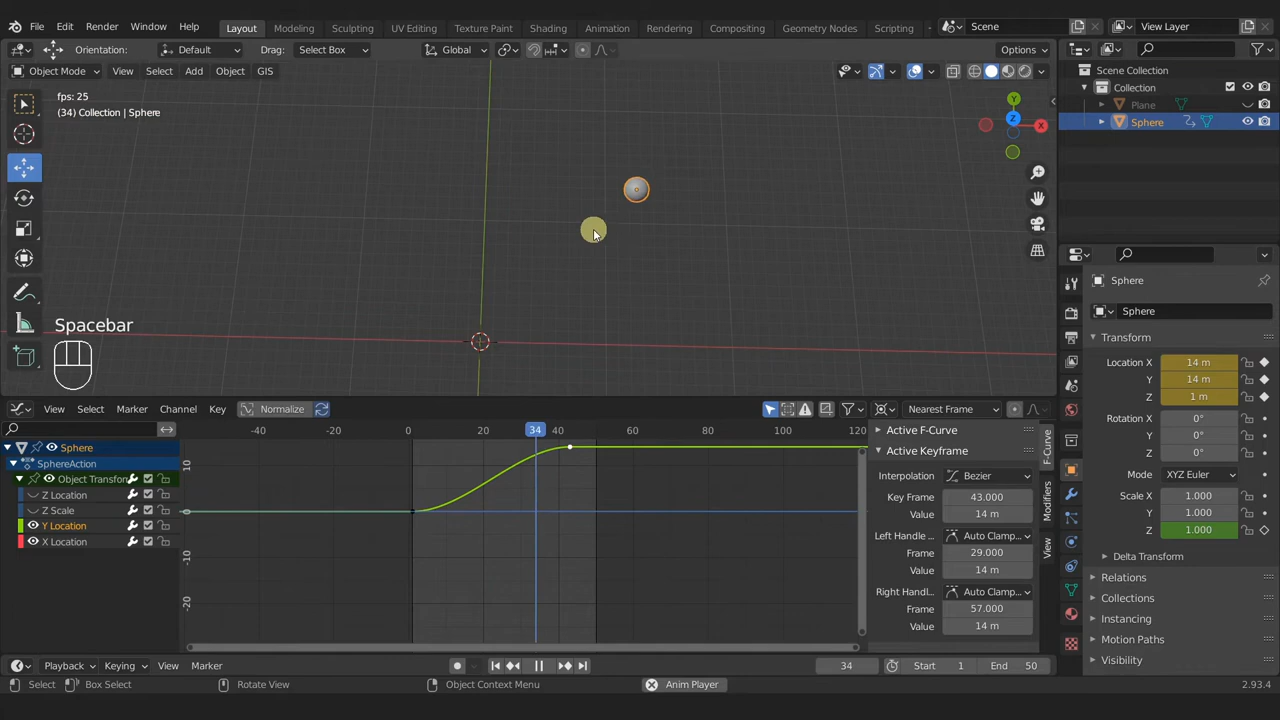 File Edit Render Window Help Layout Modeling Sculpting UV Editing Texture Paint Shading Animation Rendering Compositing Geometry Nodes Scripting Scene View Layer
Orientation: Default Drag: Select Box Global Options
Object Mode View Select Add Object GIS
Scene Collection
Collection
Plane
Sphere
fps: 25
(34) Collection | Sphere
Y
Z
X
Spacebar
Sphere
Sphere
Transform
Location X 14 m
Y 14 m
Z 1 m
Rotation X 0°
Y 0°
Z 0°
Mode XYZ Euler
Scale X 1.000
Y 1.000
Z 1.000
Delta Transform
Relations
Collections
Instancing
Motion Paths
Visibility
View Select Marker Channel Key Normalize Nearest Frame
-40 -20 0 20 34 40 60 80 100 120
Sphere
SphereAction
Object Transform
Z Location
Z Scale
Y Location
X Location
10
0
-10
-20
Active F-Curve
Active Keyframe
Interpolation Bezier
Key Frame 43.000
Value 14 m
Left Handle ... Auto Clamp...
Frame 29.000
Value 14 m
Right Handl... Auto Clamp...
Frame 57.000
Value 14 m
F-Curve
Modifiers
View
Playback Keying View Marker 34 Start 1 End 50
Select Box Select Rotate View Object Context Menu Anim Player 2.93.4